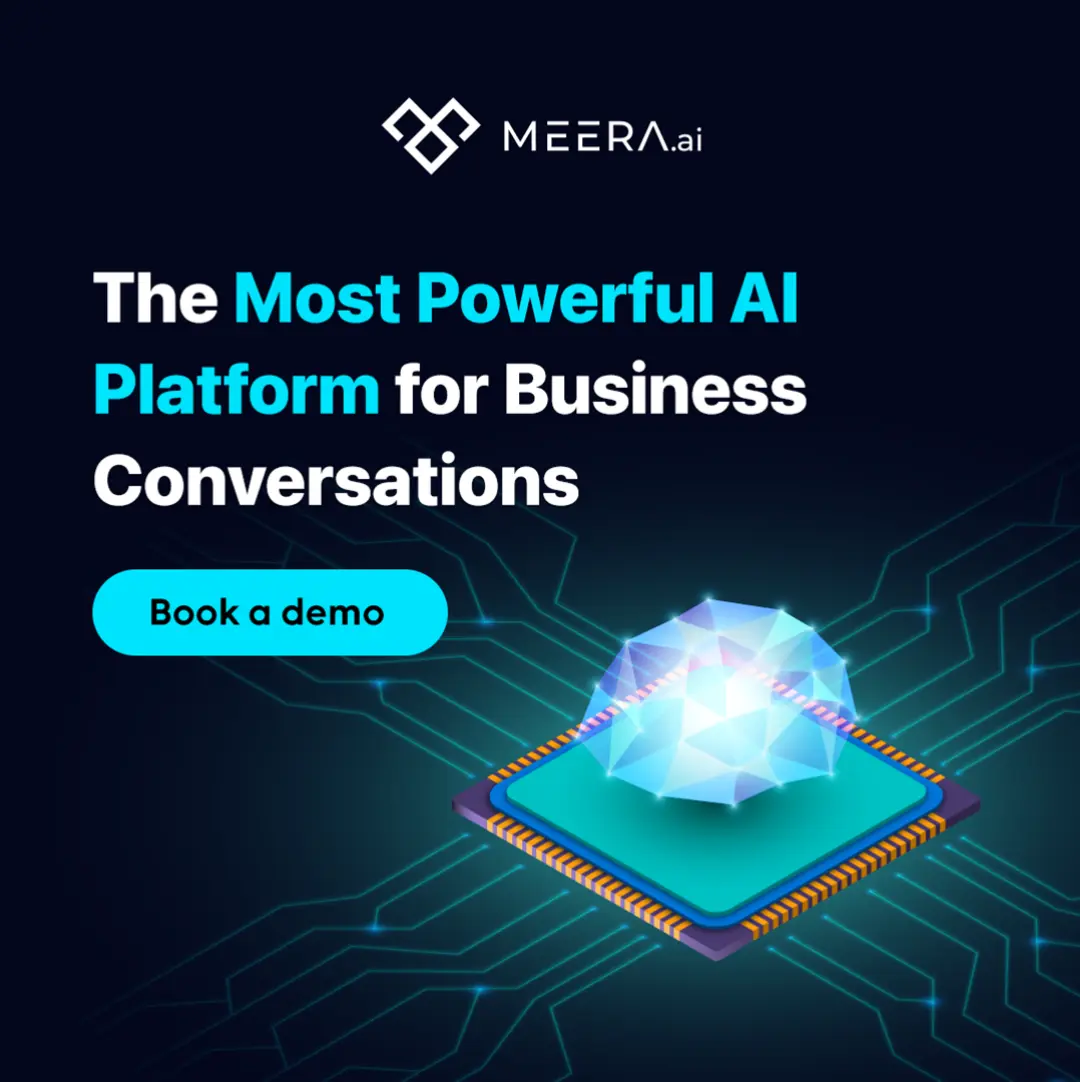 MEERA.ai
The Most Powerful AI
Platform for Business
Conversations
Book a demo